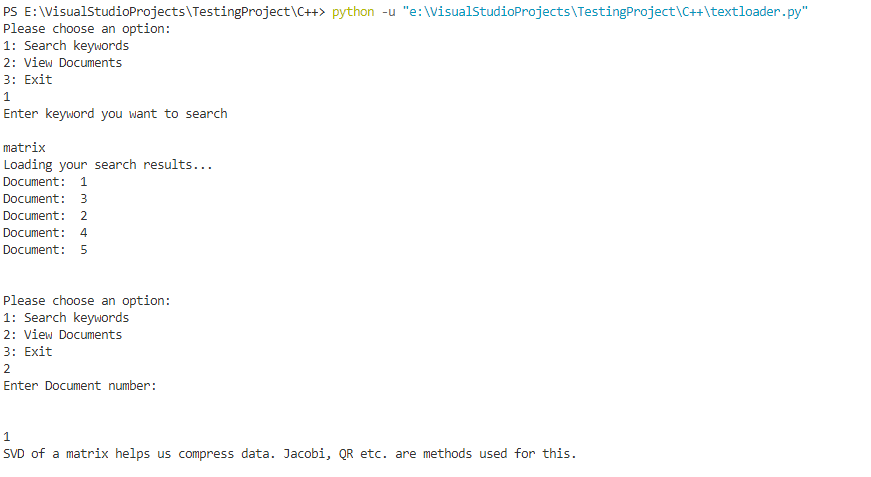 PS E:\VisualStudioProjects\TestingProject\C++> python -u "e:\VisualStudioProjects\TestingProject\C++\textloader.py"
Please choose an option:
1: Search keywords
2: View Documents
3: Exit
1
Enter keyword you want to search
matrix
Loading your search results...
Document:  1
Document:  3
Document:  2
Document:  4
Document:  5
Please choose an option:
1: Search keywords
2: View Documents
3: Exit
2
Enter Document number:
1
SVD of a matrix helps us compress data. Jacobi, QR etc. are methods used for this.